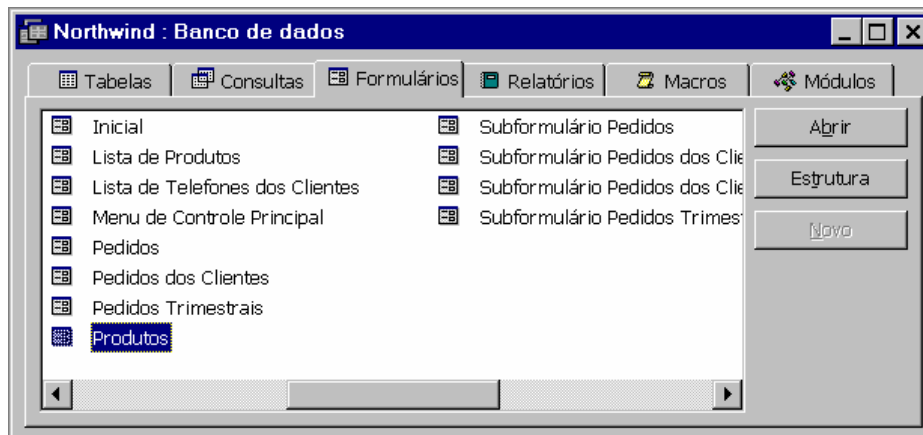 Northwind : Banco de dados
Tabelas Consultas Formulários Relatórios Macros Módulos
Inicial
Lista de Produtos
Lista de Telefones dos Clientes
Menu de Controle Principal
Pedidos
Pedidos dos Clientes
Pedidos Trimestrais
Produtos
Subformulário Pedidos
Subformulário Pedidos dos Clie
Subformulário Pedidos dos Clie
Subformulário Pedidos Trimest
Abrir
Estrutura
Novo